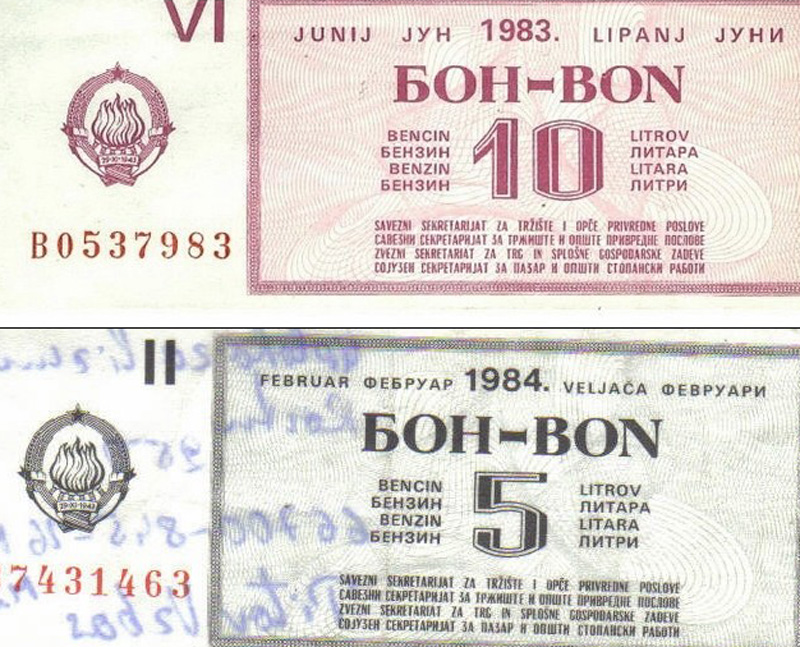 VI
JUNIJ ЈУН 1983. LIPANJ ЈУНИ
БОН-BON
BENCIN 10 LITROV
БЕНЗИН ЛИТАРА
BENZIN LITARA
БЕНЗИН ЛИТРИ
29·XI·1943
B0537983
SAVEZNI SEKRETARIJAT ZA TRŽIŠTE I OPĆE PRIVREDNE POSLOVE
САВЕЗНИ СЕКРЕТАРИЈАТ ЗА ТРЖИШТЕ И ОПШТЕ ПРИВРЕДНЕ ПОСЛОВЕ
ZVEZNI SEKRETARIAT ZA TRG IN SPLOŠNE GOSPODARSKE ZADEVE
СОЈУЗЕН СЕКРЕТАРИЈАТ ЗА ПАЗАР И ОПШТИ СТОПАНСКИ РАБОТИ
II
FEBRUAR ФЕБРУАР 1984. VELJAČA ФЕВРУАРИ
БОН-BON
BENCIN 5 LITROV
БЕНЗИН ЛИТАРА
BENZIN LITARA
БЕНЗИН ЛИТРИ
29·XI·1943
7431463
SAVEZNI SEKRETARIJAT ZA TRŽIŠTE I OPĆE PRIVREDNE POSLOVE
САВЕЗНИ СЕКРЕТАРИЈАТ ЗА ТРЖИШТЕ И ОПШТЕ ПРИВРЕДНЕ ПОСЛОВЕ
ZVEZNI SEKRETARIAT ZA TRG IN SPLOŠNE GOSPODARSKE ZADEVE
СОЈУЗЕН СЕКРЕТАРИЈАТ ЗА ПАЗАР И ОПШТИ СТОПАНСКИ РАБОТИ